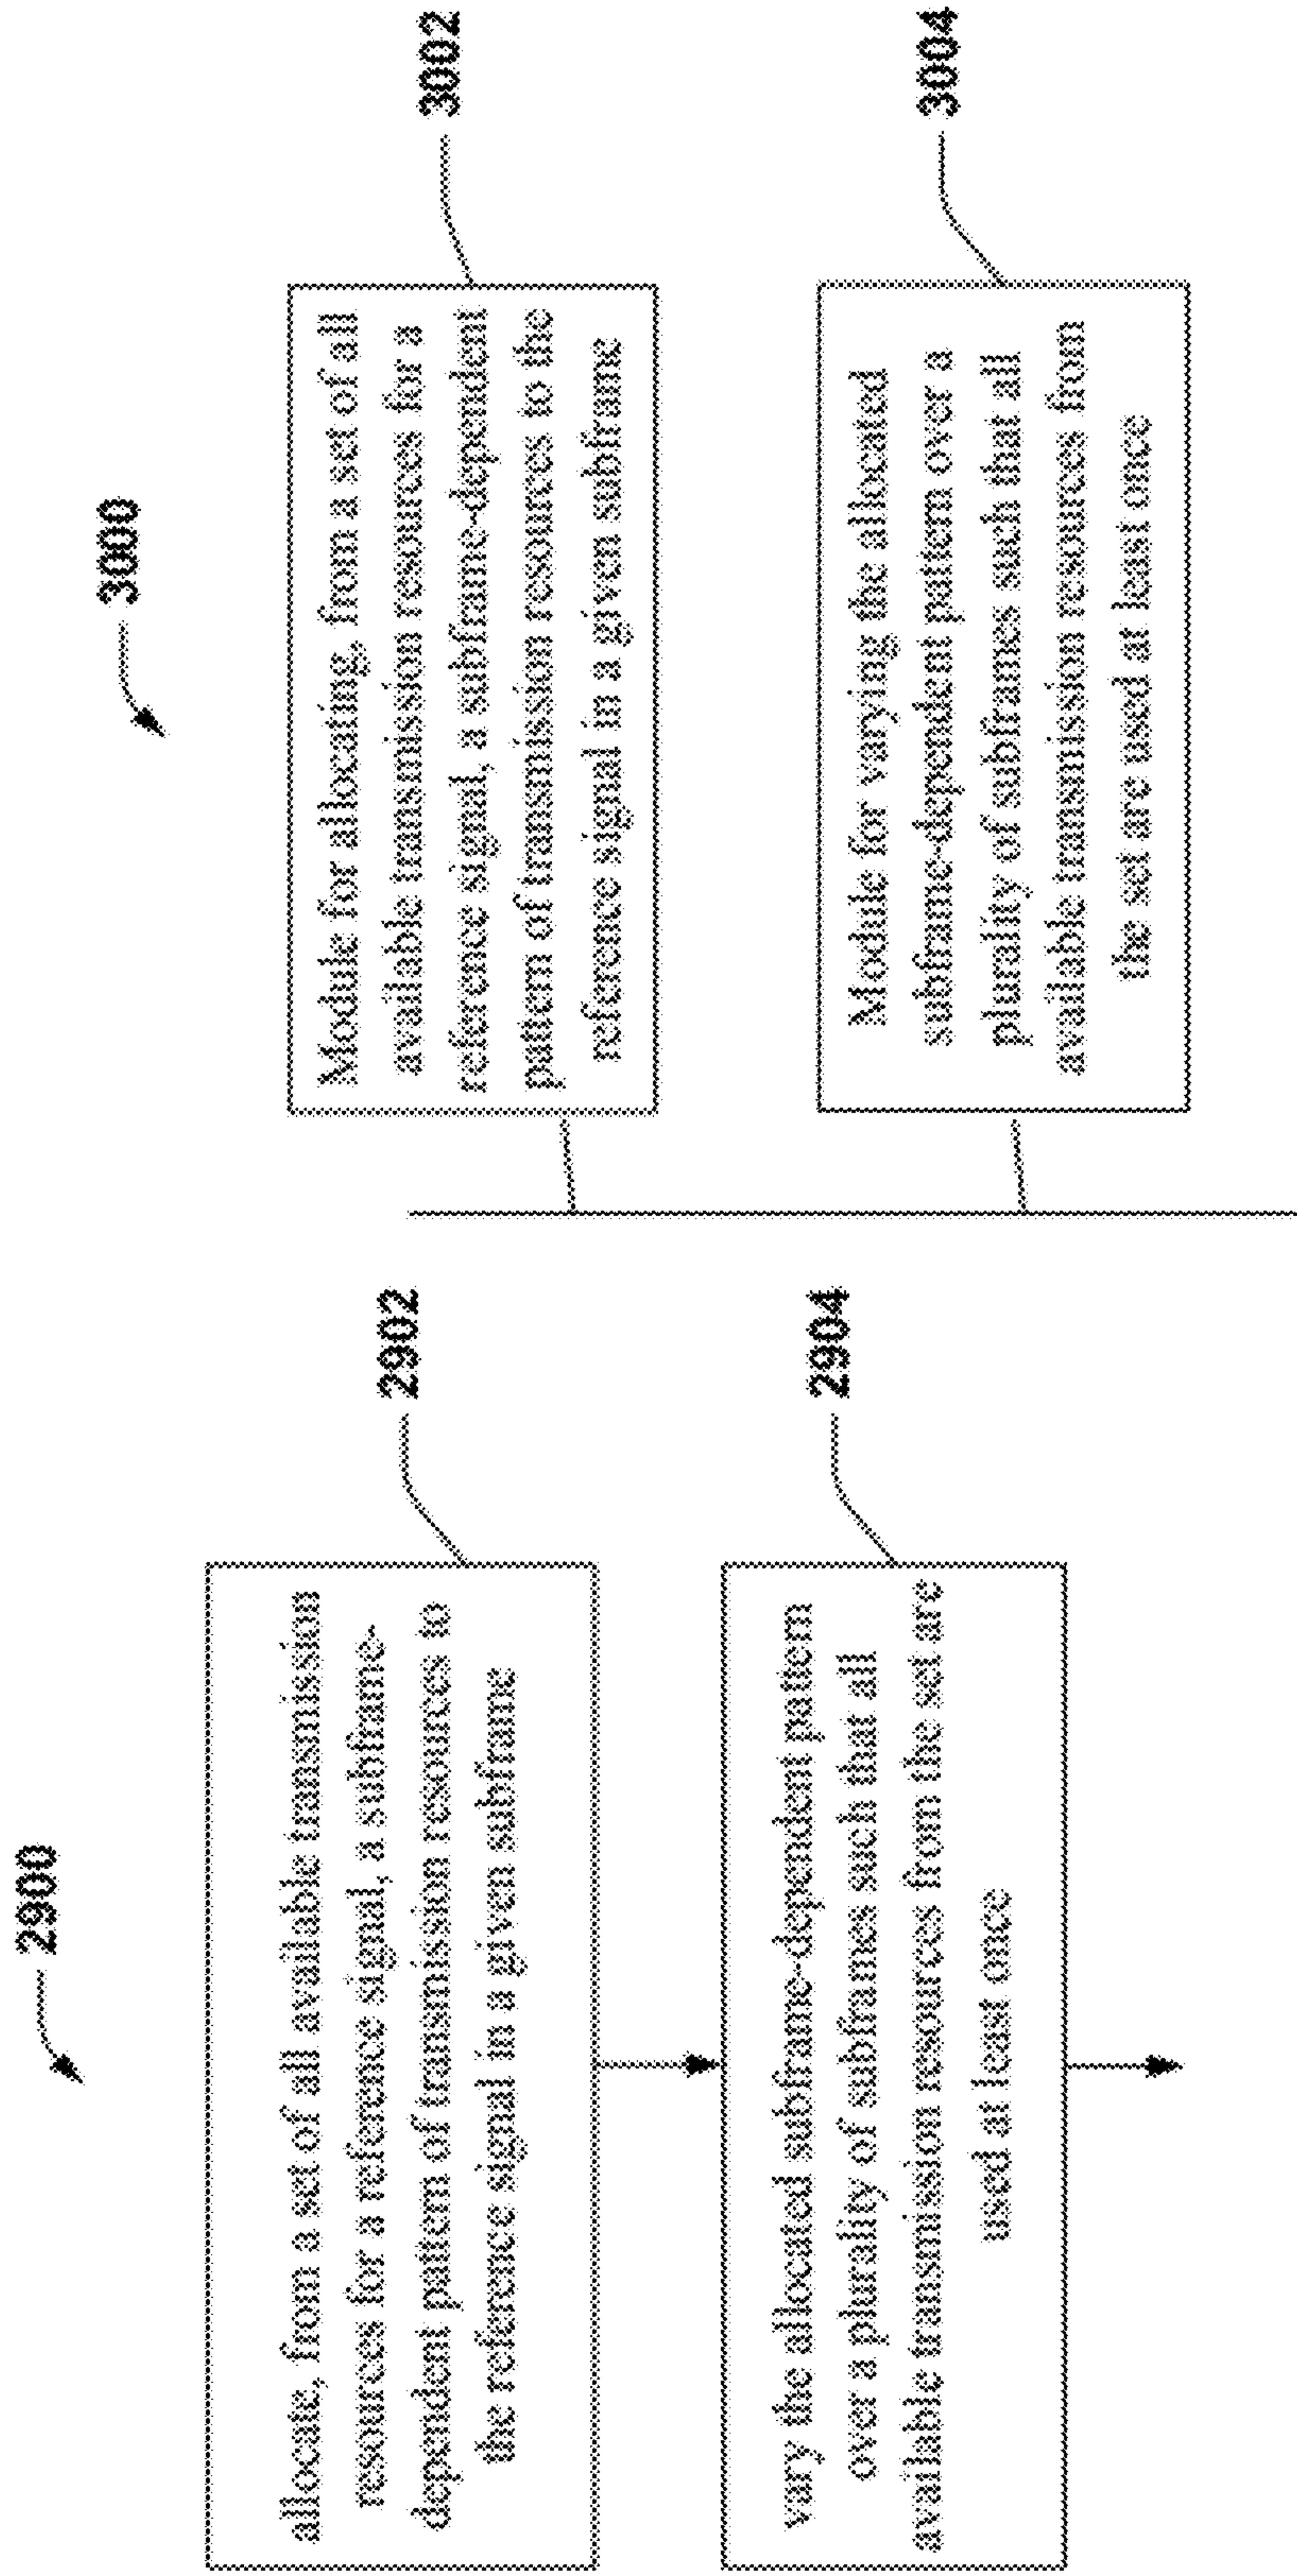 2900
allocate, from a set of all available transmission
resources for a reference signal, a subframe-
dependent pattern of transmission resources to
the reference signal in a given subframe
2902
vary the allocated subframe-dependent pattern
over a plurality of subframes such that all
available transmission resources from the set are
used at least once
2904
3000
Module for allocating, from a set of all
available transmission resources for a
reference signal, a subframe-dependent
pattern of transmission resources to the
reference signal in a given subframe
3002
Module for varying the allocated
subframe-dependent pattern over a
plurality of subframes such that all
available transmission resources from
the set are used at least once
3004